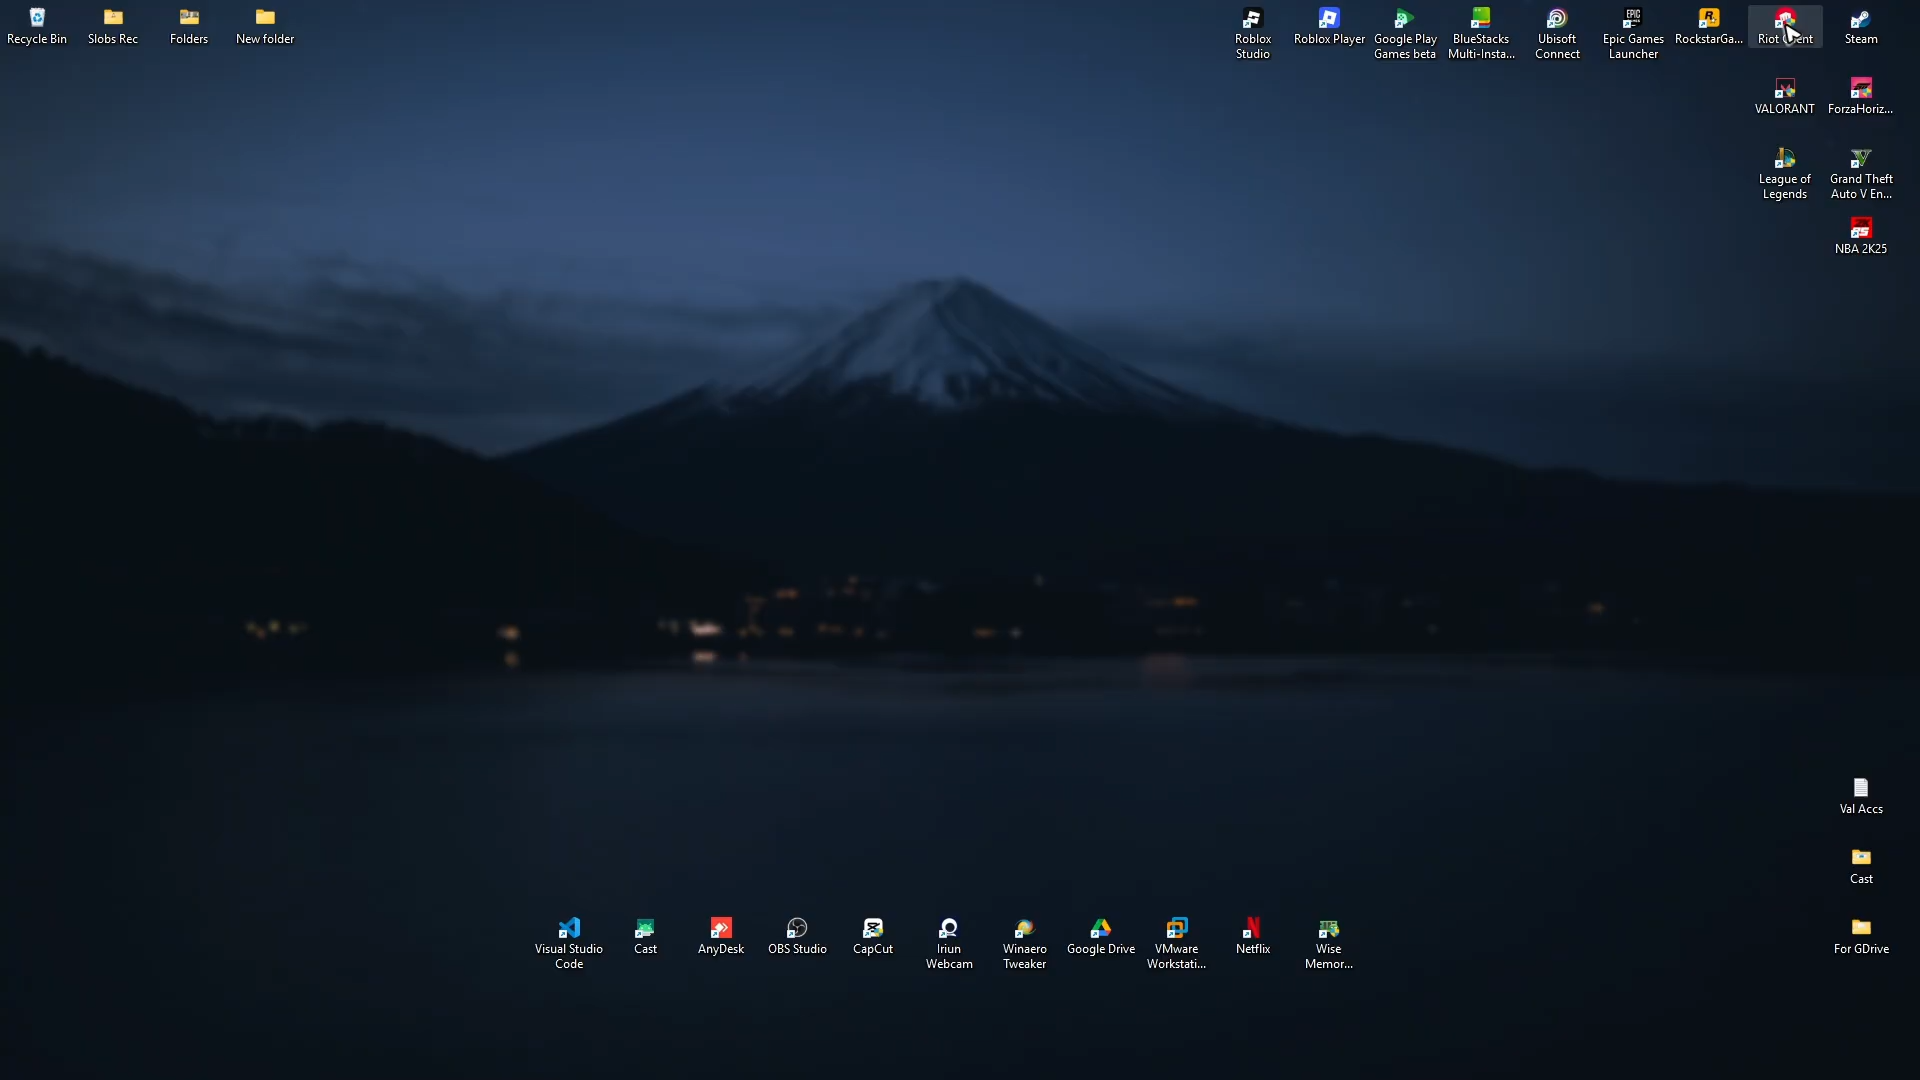 Recycle Bin
Slobs Rec
Folders
New folder
Roblox
Studio
Roblox Player
Google Play
Games beta
BlueStacks
Multi-Insta...
Ubisoft
Connect
EPIC
GAMES
Epic Games
Launcher
RockstarGa...
Riot
Steam
VALORANT
ForzaHoriz...
League of
Legends
Grand Theft
Auto V En...
NBA 2K25
Val Accs
Cast
For GDrive
Visual Studio
Code
Cast
AnyDesk
OBS Studio
CapCut
Iriun
Webcam
Winaero
Tweaker
Google Drive
VMware
Workstati...
Netflix
Wise
Memor...